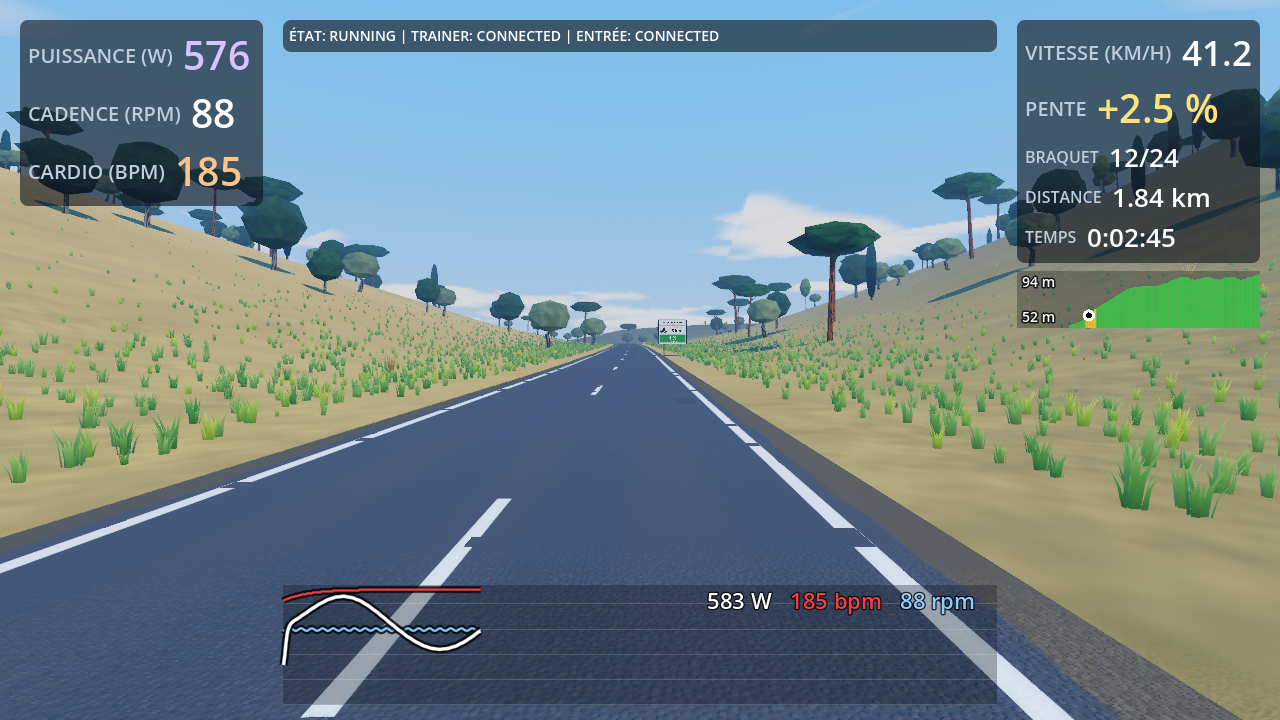 PUISSANCE (W) 576
CADENCE (RPM) 88
CARDIO (BPM) 185
ÉTAT: RUNNING | TRAINER: CONNECTED | ENTRÉE: CONNECTED
VITESSE (KM/H) 41.2
PENTE +2.5 %
BRAQUET 12/24
DISTANCE 1.84 km
TEMPS 0:02:45
94 m
52 m
583 W 185 bpm 88 rpm